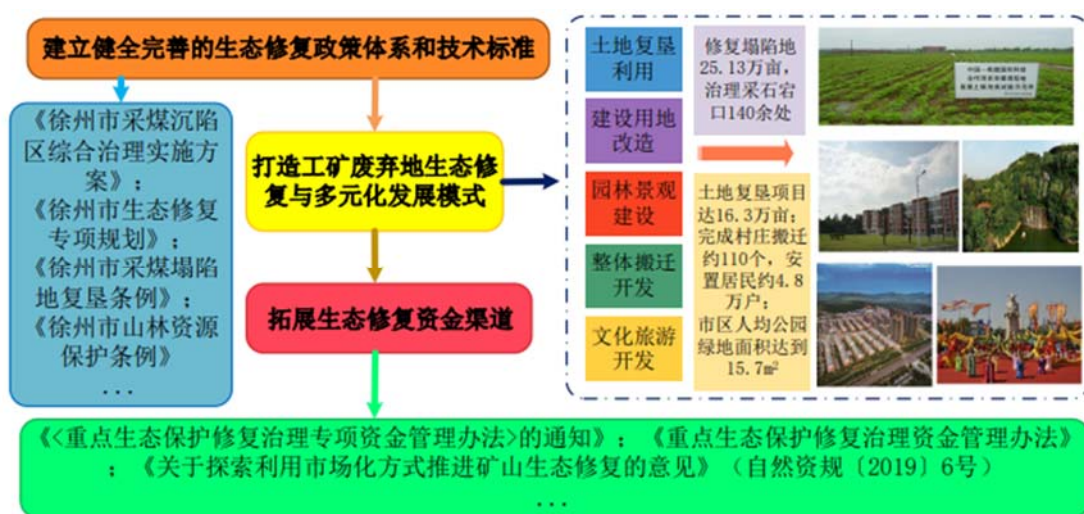 建立健全完善的生态修复政策体系和技术标准
《徐州市采煤沉陷
区综合治理实施方
案》；
《徐州市生态修复
专项规划》；
《徐州市采煤塌陷
地复垦条例》；
《徐州市山林资源
保护条例》
...
打造工矿废弃地生态修
复与多元化发展模式
拓展生态修复资金渠道
土地复垦
利用
建设用地
改造
园林景观
建设
整体搬迁
开发
文化旅游
开发
修复塌陷地
25.13万亩，
治理采石宕
口140余处
土地复垦项目
达16.3万亩；
完成村庄搬迁
约110个，安
置居民约4.8
万户；
市区人均公园
绿地面积达到
15.7m²
《<重点生态保护修复治理专项资金管理办法>的通知》；《重点生态保护修复治理资金管理办法》
；《关于探索利用市场化方式推进矿山生态修复的意见》（自然资规〔2019〕6号）
...